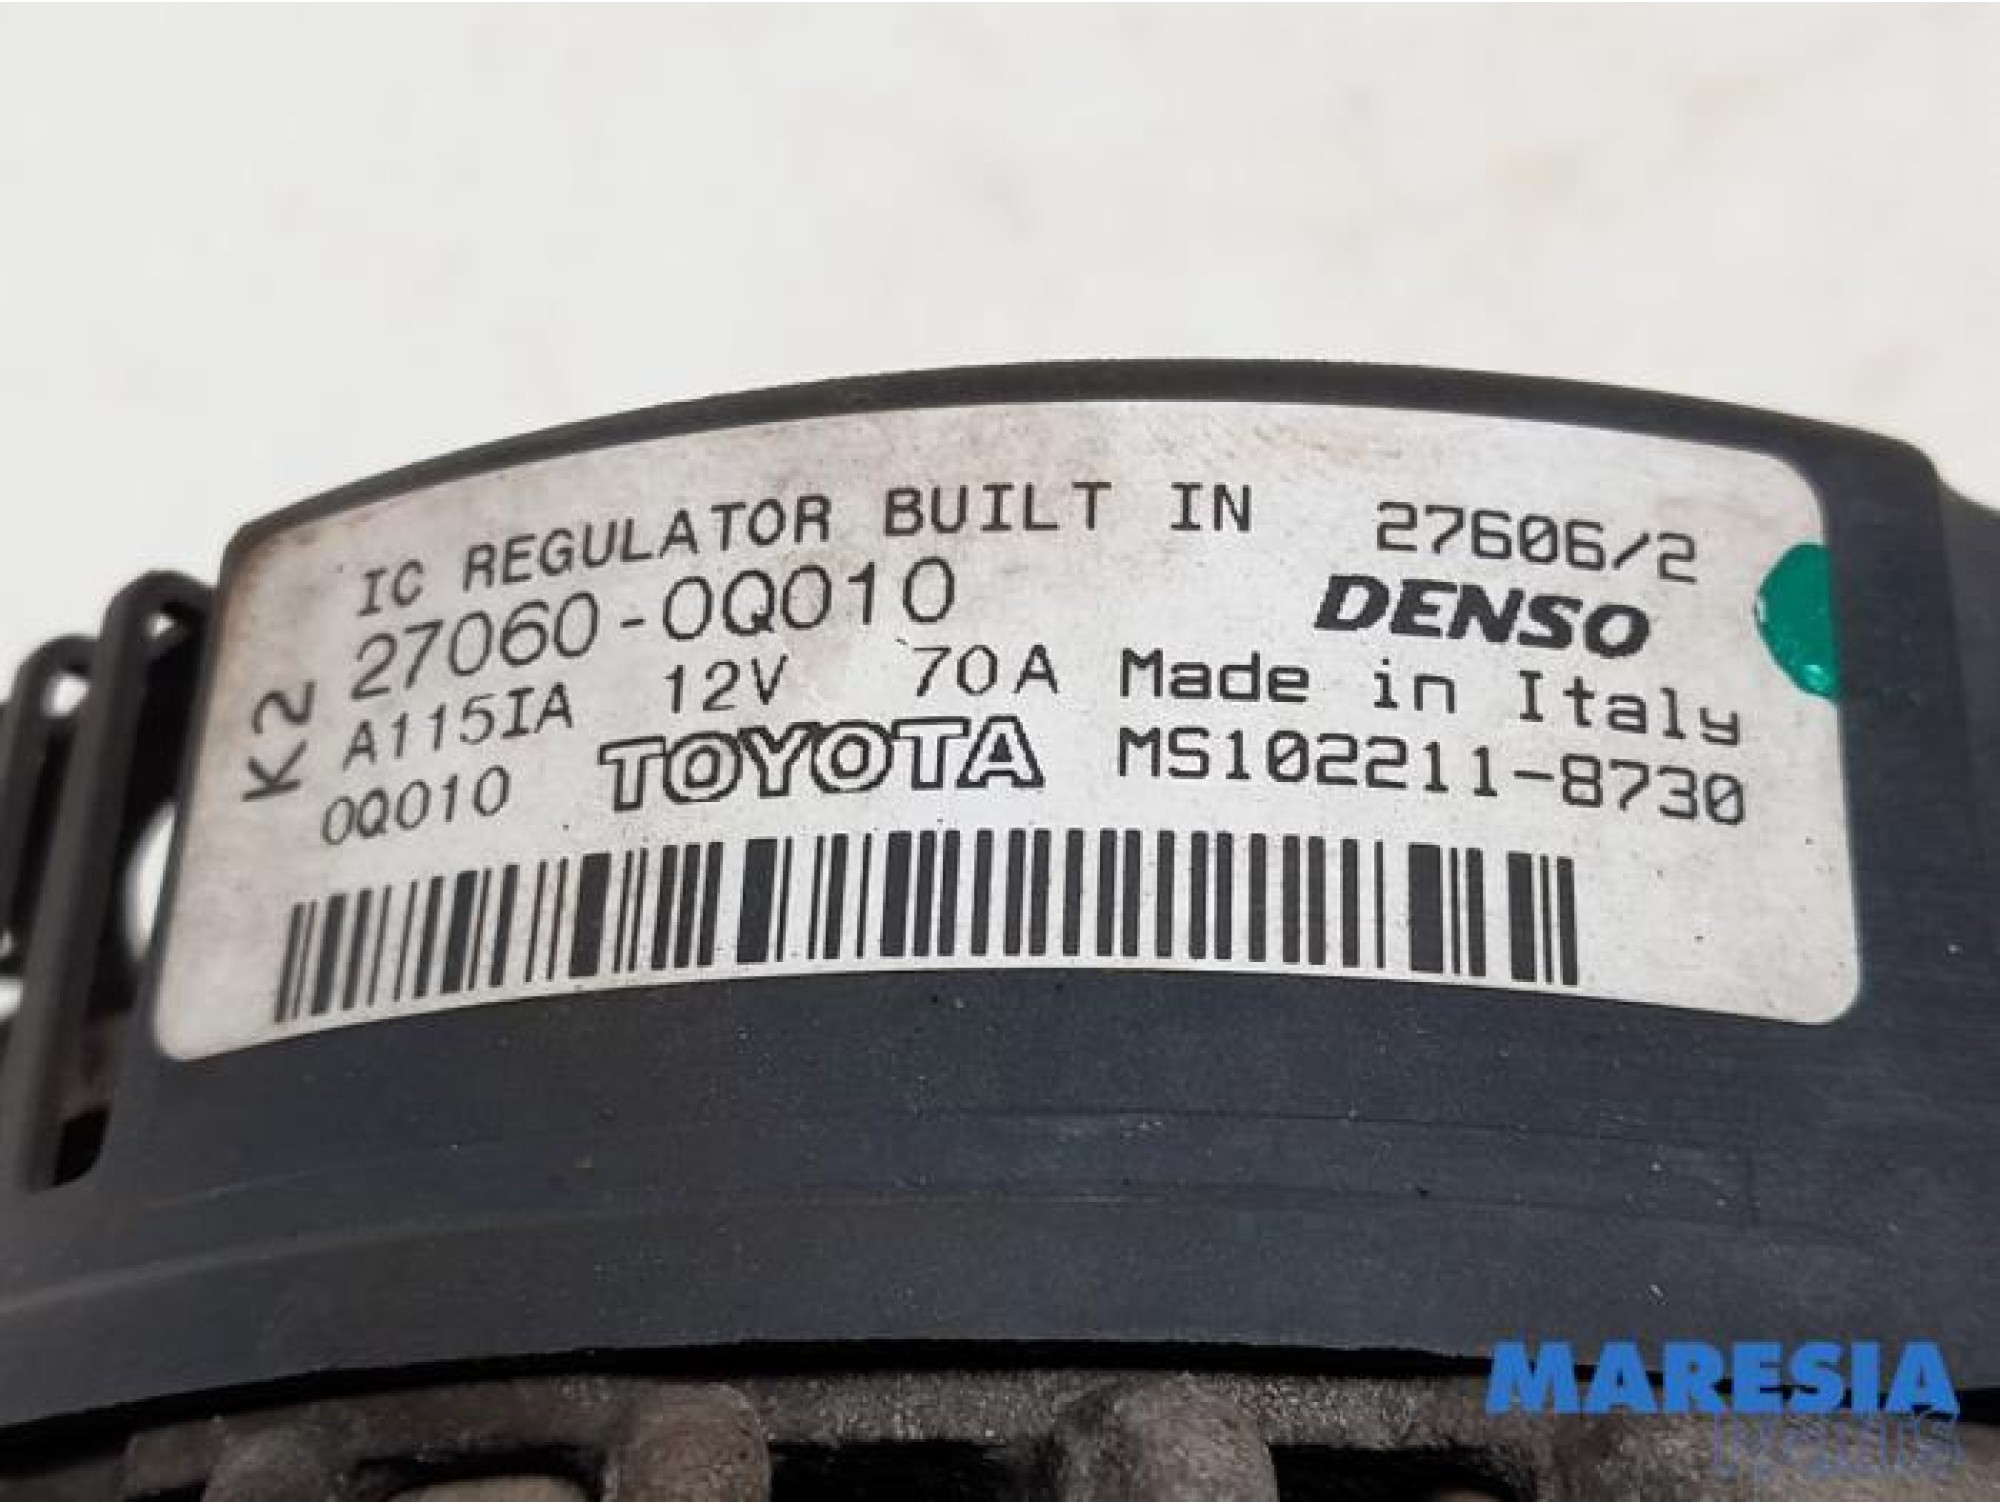 K2
IC REGULATOR BUILT IN 27606/2
27060-0Q010 DENSO
A115IA 12V 70A Made in Italy
0Q010 TOYOTA MS102211-8730
MARESIA
parts